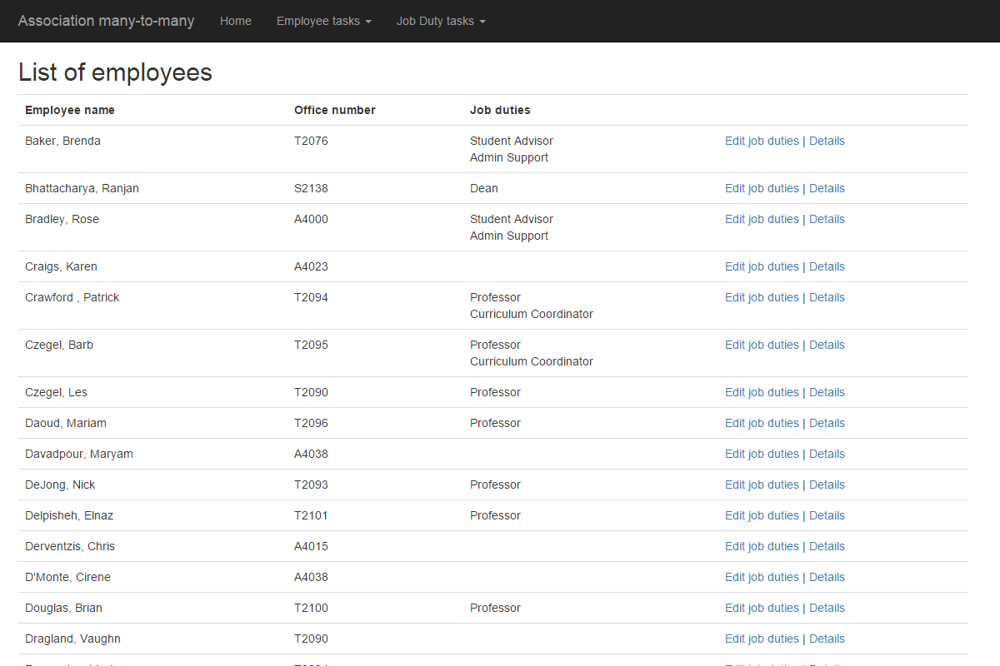 Association many-to-many Home Employee tasks Job Duty tasks
List of employees
Employee name Office number Job duties
Baker, Brenda T2076 Student Advisor Edit job duties | Details
Admin Support
Bhattacharya, Ranjan S2138 Dean Edit job duties | Details
Bradley, Rose A4000 Student Advisor Edit job duties | Details
Admin Support
Craigs, Karen A4023 Edit job duties | Details
Crawford , Patrick T2094 Professor Edit job duties | Details
Curriculum Coordinator
Czegel, Barb T2095 Professor Edit job duties | Details
Curriculum Coordinator
Czegel, Les T2090 Professor Edit job duties | Details
Daoud, Mariam T2096 Professor Edit job duties | Details
Davadpour, Maryam A4038 Edit job duties | Details
DeJong, Nick T2093 Professor Edit job duties | Details
Delpisheh, Elnaz T2101 Professor Edit job duties | Details
Derventzis, Chris A4015 Edit job duties | Details
D'Monte, Cirene A4038 Edit job duties | Details
Douglas, Brian T2100 Professor Edit job duties | Details
Dragland, Vaughn T2090 Edit job duties | Details